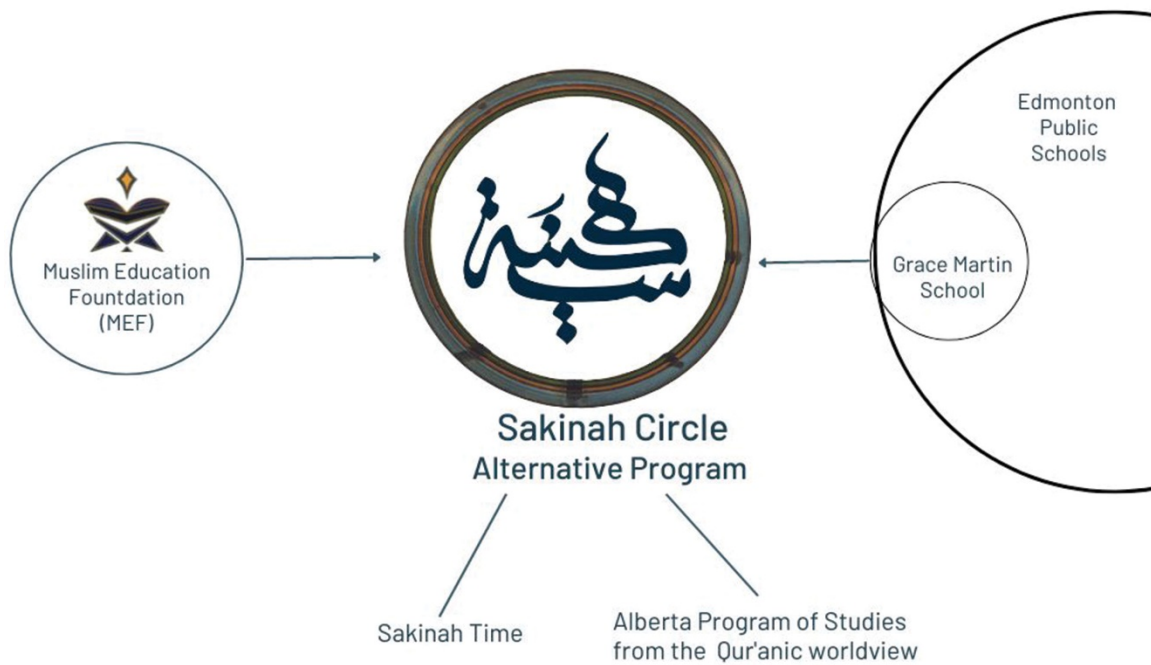 Muslim Education
Fountdation
(MEF)
سكينة
Sakinah Circle
Alternative Program
Edmonton
Public
Schools
Grace Martin
School
Sakinah Time
Alberta Program of Studies
from the Qur'anic worldview